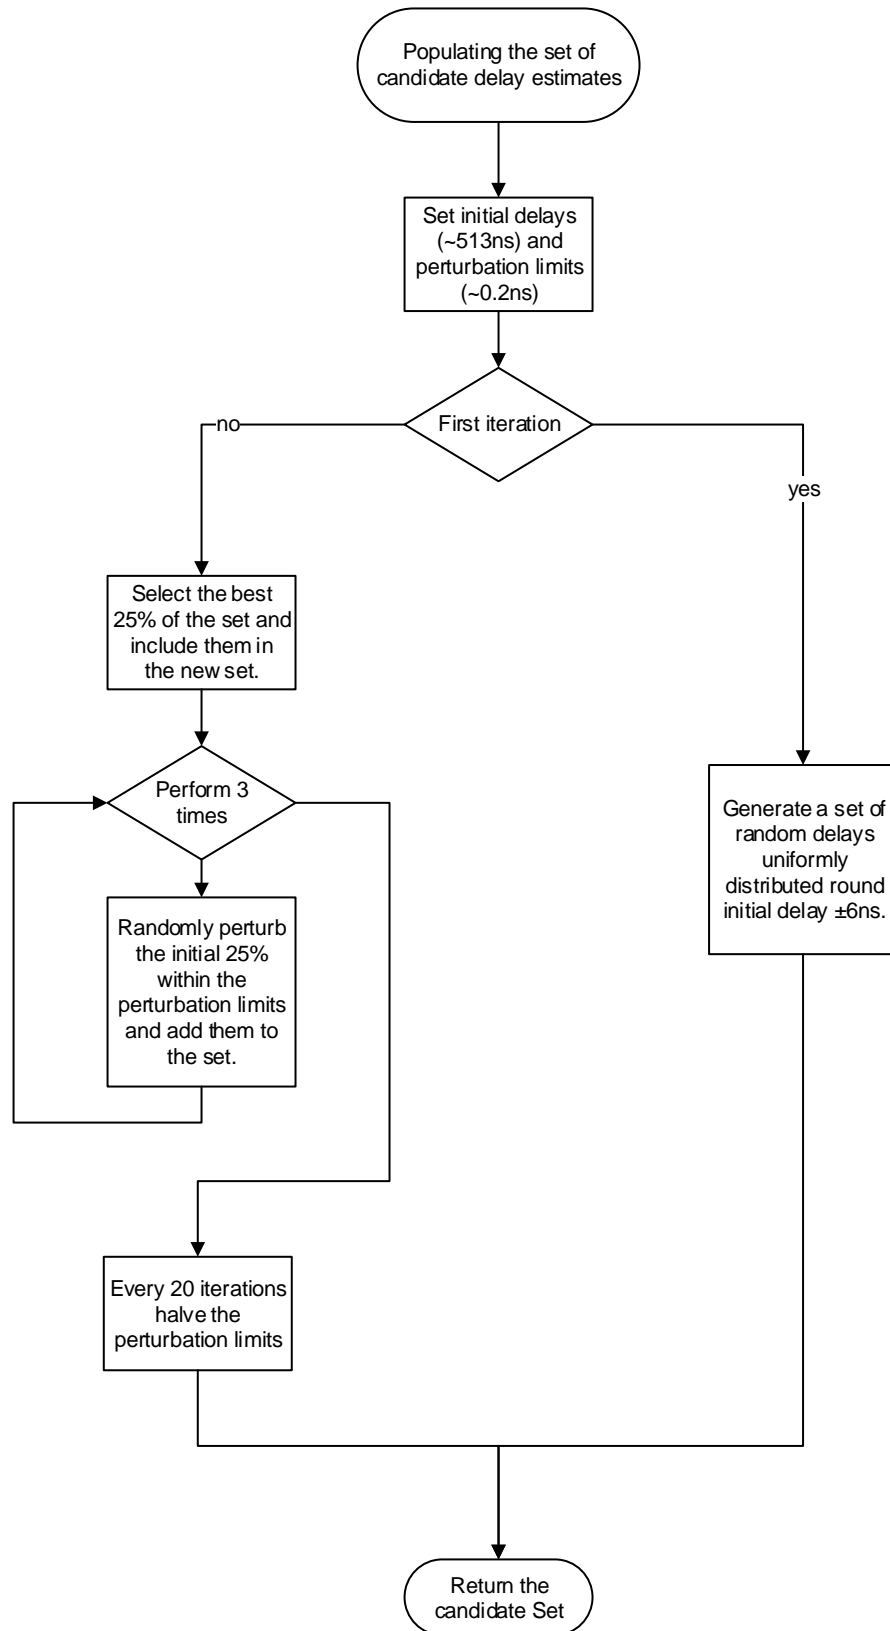 Populating the set of
candidate delay estimates
Set initial delays
(~513ns) and
perturbation limits
(~0.2ns)
First iteration
no
yes
Select the best
25% of the set and
include them in
the new set.
Perform 3
times
Generate a set of
random delays
uniformly
distributed round
initial delay ±6ns.
Randomly perturb
the initial 25%
within the
perturbation limits
and add them to
the set.
Every 20 iterations
halve the
perturbation limits
Return the
candidate Set